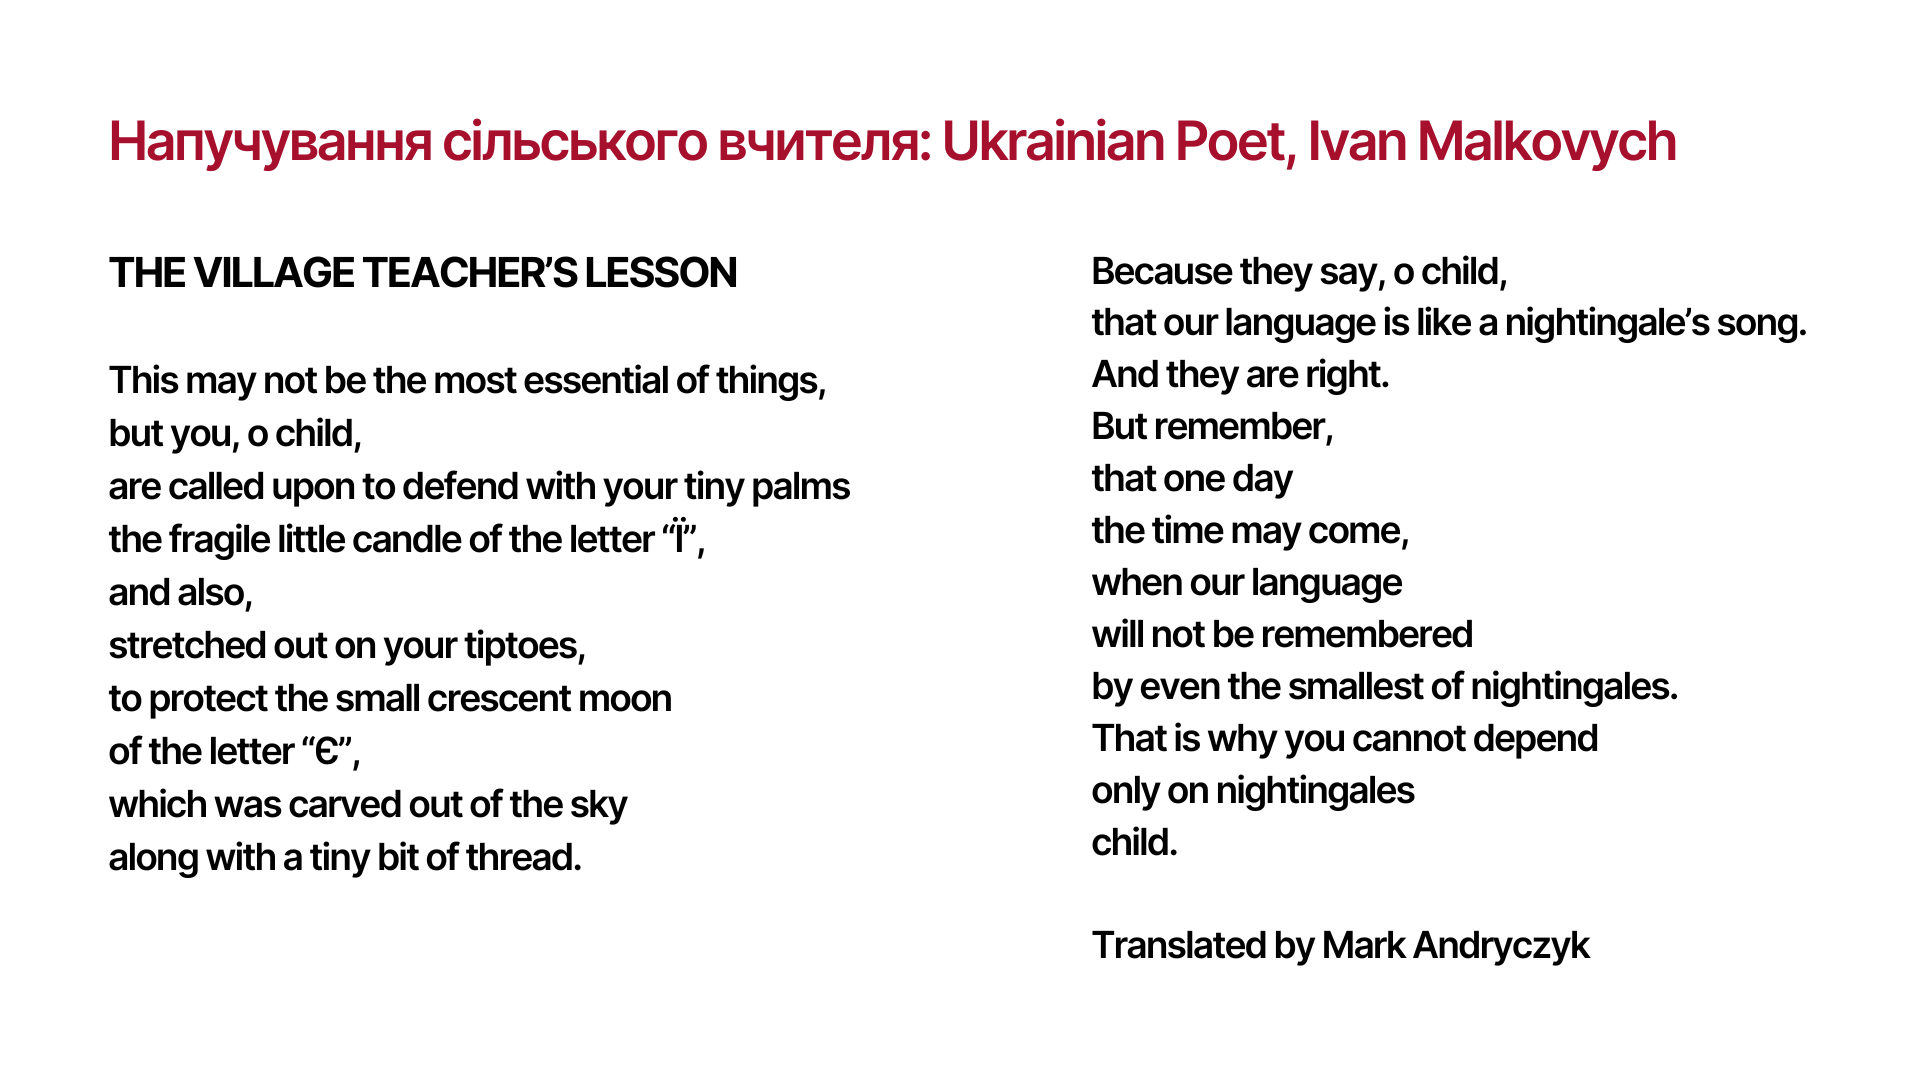 Напучування сільського вчителя: Ukrainian Poet, Ivan Malkovych
THE VILLAGE TEACHER’S LESSON
This may not be the most essential of things,
but you, o child,
are called upon to defend with your tiny palms
the fragile little candle of the letter “Ї”,
and also,
stretched out on your tiptoes,
to protect the small crescent moon
of the letter “Є”,
which was carved out of the sky
along with a tiny bit of thread.
Because they say, o child,
that our language is like a nightingale’s song.
And they are right.
But remember,
that one day
the time may come,
when our language
will not be remembered
by even the smallest of nightingales.
That is why you cannot depend
only on nightingales
child.
Translated by Mark Andryczyk